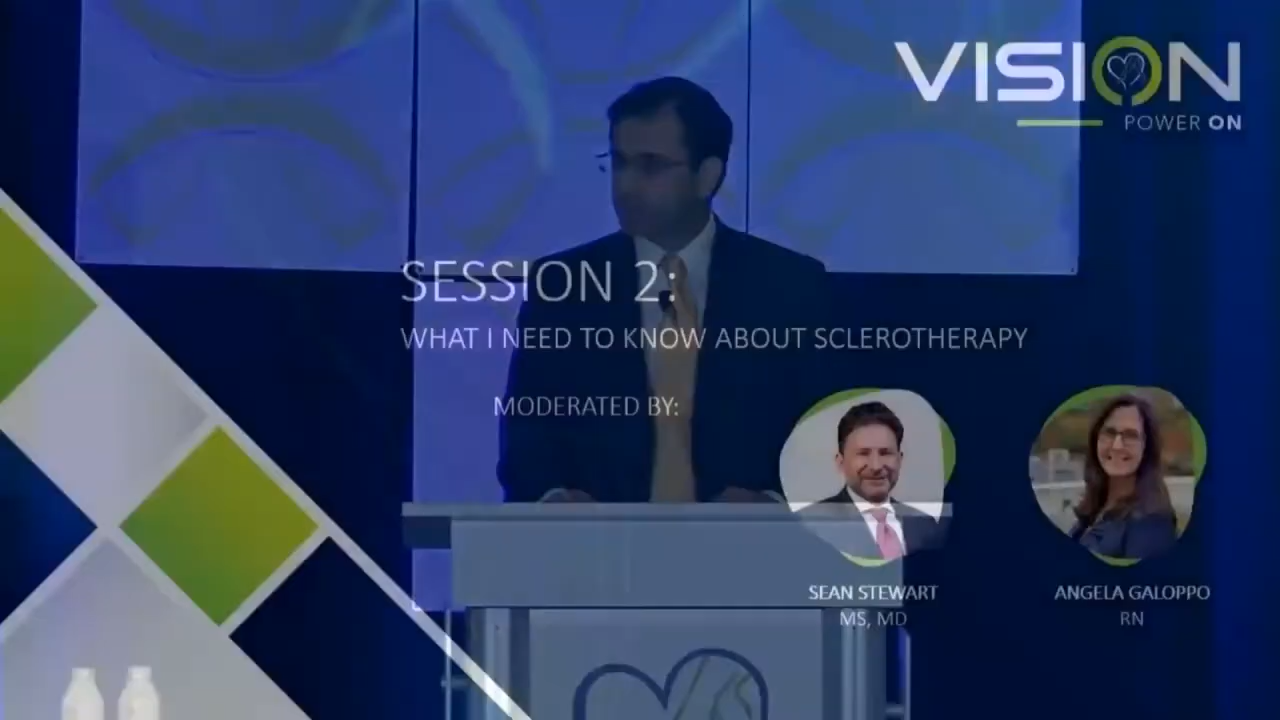 VISION
POWER ON
SESSION 2:
WHAT I NEED TO KNOW ABOUT SCLEROTHERAPY
MODERATED BY:
SEAN STEWART
MS, MD
ANGELA GALOPPO
RN